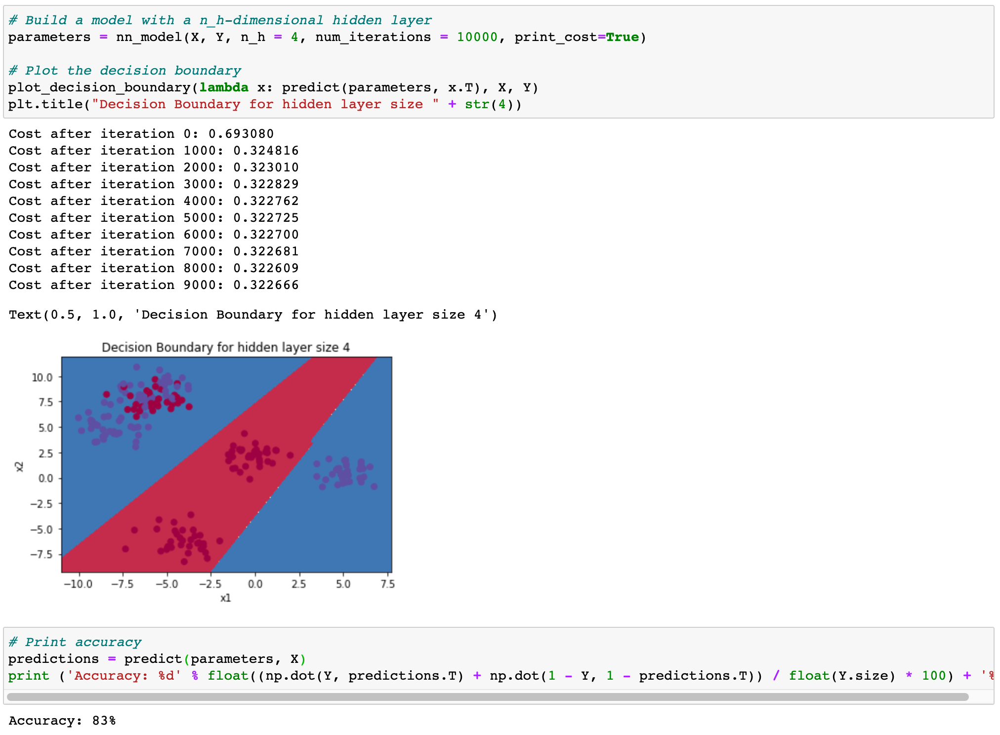 # Build a model with a n_h-dimensional hidden layer
parameters = nn_model(X, Y, n_h = 4, num_iterations = 10000, print_cost=True)
# Plot the decision boundary
plot_decision_boundary(lambda x: predict(parameters, x.T), X, Y)
plt.title("Decision Boundary for hidden layer size " + str(4))
Cost after iteration 0: 0.693080
Cost after iteration 1000: 0.324816
Cost after iteration 2000: 0.323010
Cost after iteration 3000: 0.322829
Cost after iteration 4000: 0.322762
Cost after iteration 5000: 0.322725
Cost after iteration 6000: 0.322700
Cost after iteration 7000: 0.322681
Cost after iteration 8000: 0.322609
Cost after iteration 9000: 0.322666
Text(0.5, 1.0, 'Decision Boundary for hidden layer size 4')
Decision Boundary for hidden layer size 4
10.0
7.5
5.0
2.5
0.0
−2.5
−5.0
−7.5
x2
−10.0 −7.5 −5.0 −2.5 0.0 2.5 5.0 7.5
x1
# Print accuracy
predictions = predict(parameters, X)
print ('Accuracy: %d' % float((np.dot(Y, predictions.T) + np.dot(1 - Y, 1 - predictions.T)) / float(Y.size) * 100) + '%
Accuracy: 83%